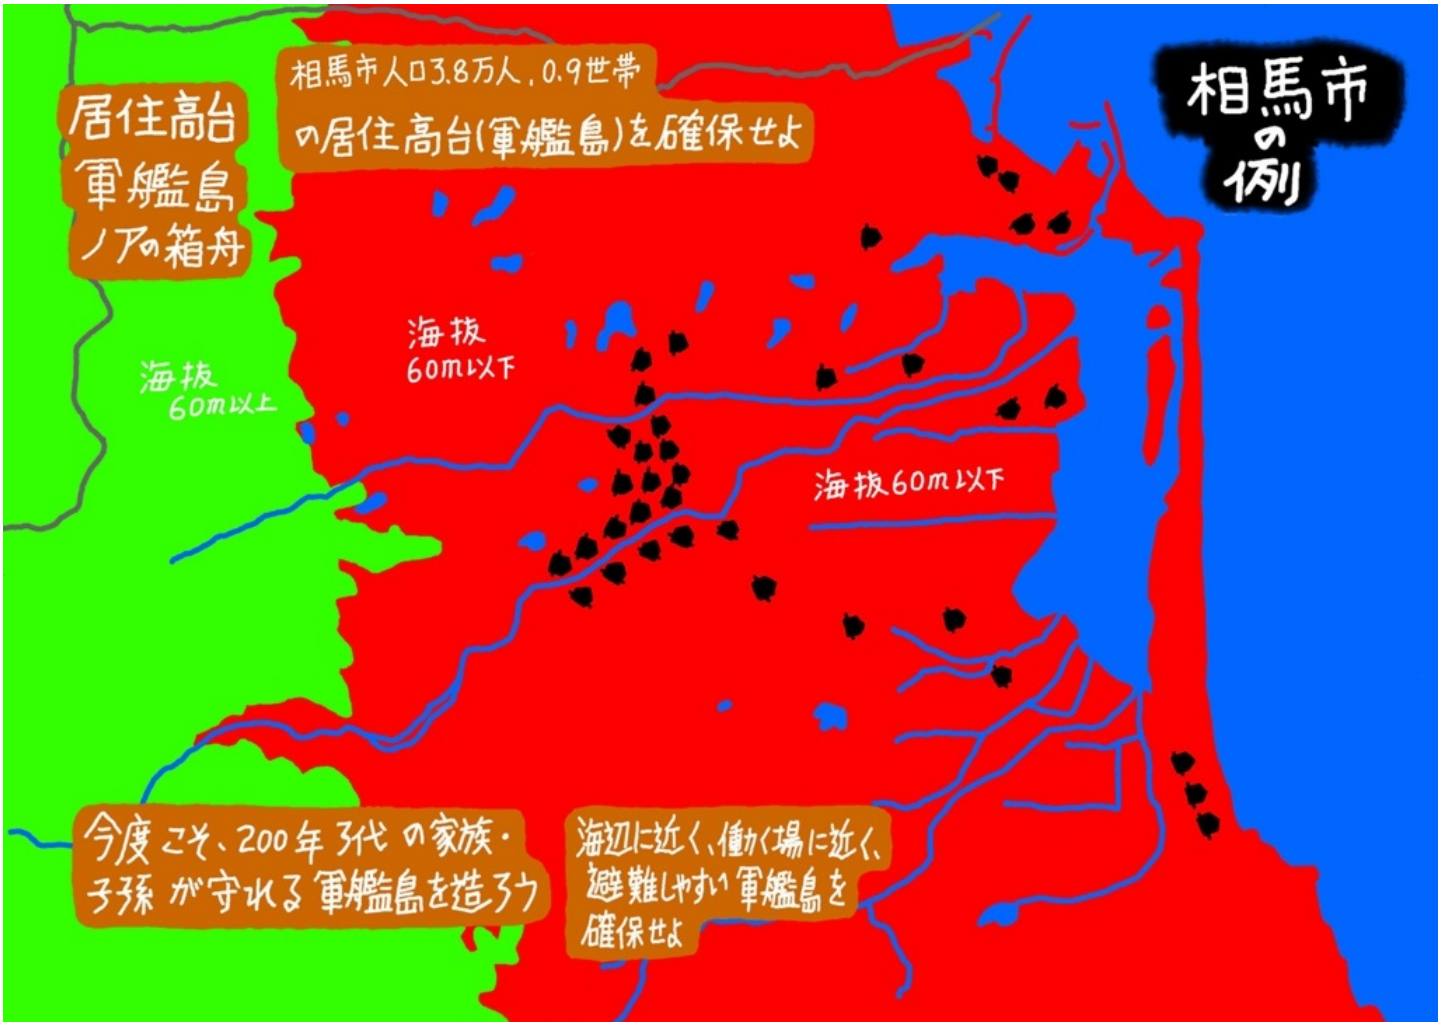 相馬市
の
例
相馬市人口3.8万人,0.9世帯
の居住高台(軍艦島)を確保せよ
居住高台
軍艦島
ノアの箱舟
海抜
60m以下
海抜
60m以上
海抜60m以下
今度こそ、200年3代の家族・
子孫が守れる軍艦島を造ろう
海辺に近く、働く場に近く、
避難しやすい軍艦島を
確保せよ